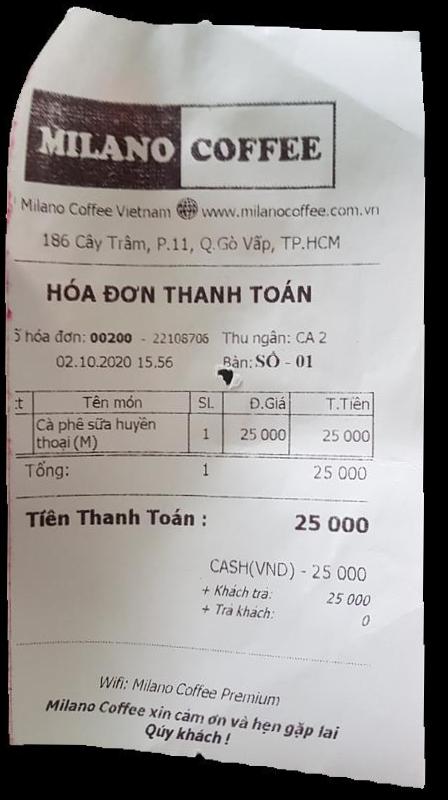 MILANO COFFEE
Milano Coffee Vietnam www.milanocoffee.com.vn
186 Cây Trâm, P.11, Q.Gò Vấp, TP.HCM
HÓA ĐƠN THANH TOÁN
Số hóa đơn: 00200 - 22108706 Thu ngân: CA 2
02.10.2020 15.56 Bàn: SỐ - 01
:t Tên món SL Đ.Giá T.Tiền
Cà phê sữa huyền 1 25 000 25 000
thoại (M)
Tổng: 1 25 000
Tiền Thanh Toán : 25 000
CASH(VND) - 25 000
+ Khách trả: 25 000
+ Trả khách: 0
Wifi: Milano Coffee Premium
Milano Coffee xin cảm ơn và hẹn gặp lại
Qúy khách !